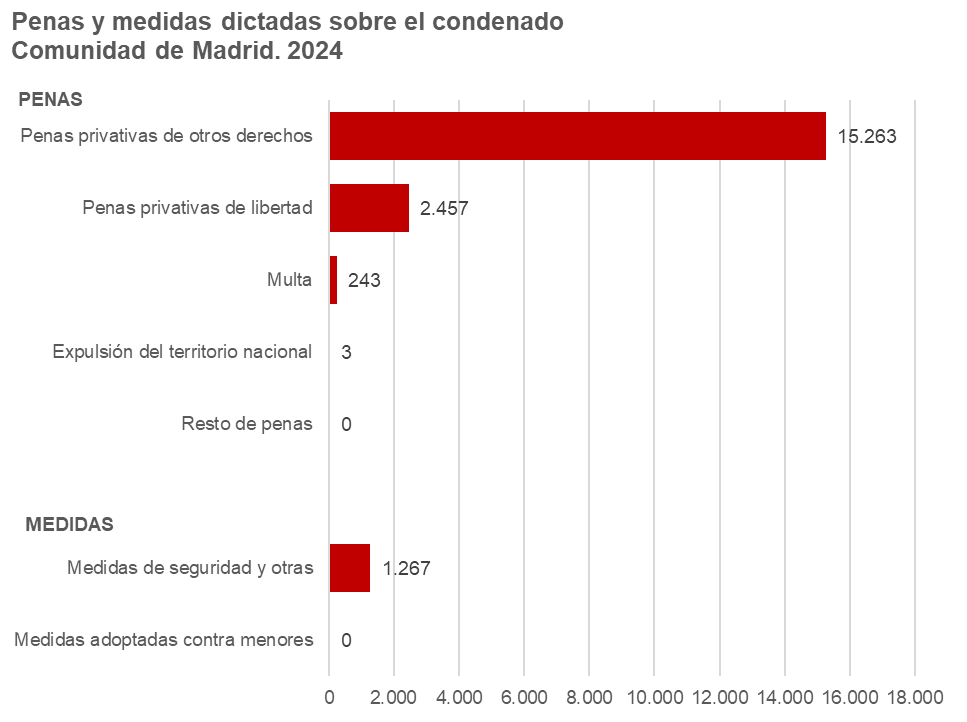 Penas y medidas dictadas sobre el condenado
Comunidad de Madrid. 2024
PENAS
Penas privativas de otros derechos 15.263
Penas privativas de libertad 2.457
Multa 243
Expulsión del territorio nacional 3
Resto de penas 0
MEDIDAS
Medidas de seguridad y otras 1.267
Medidas adoptadas contra menores 0
0 2.000 4.000 6.000 8.000 10.000 12.000 14.000 16.000 18.000